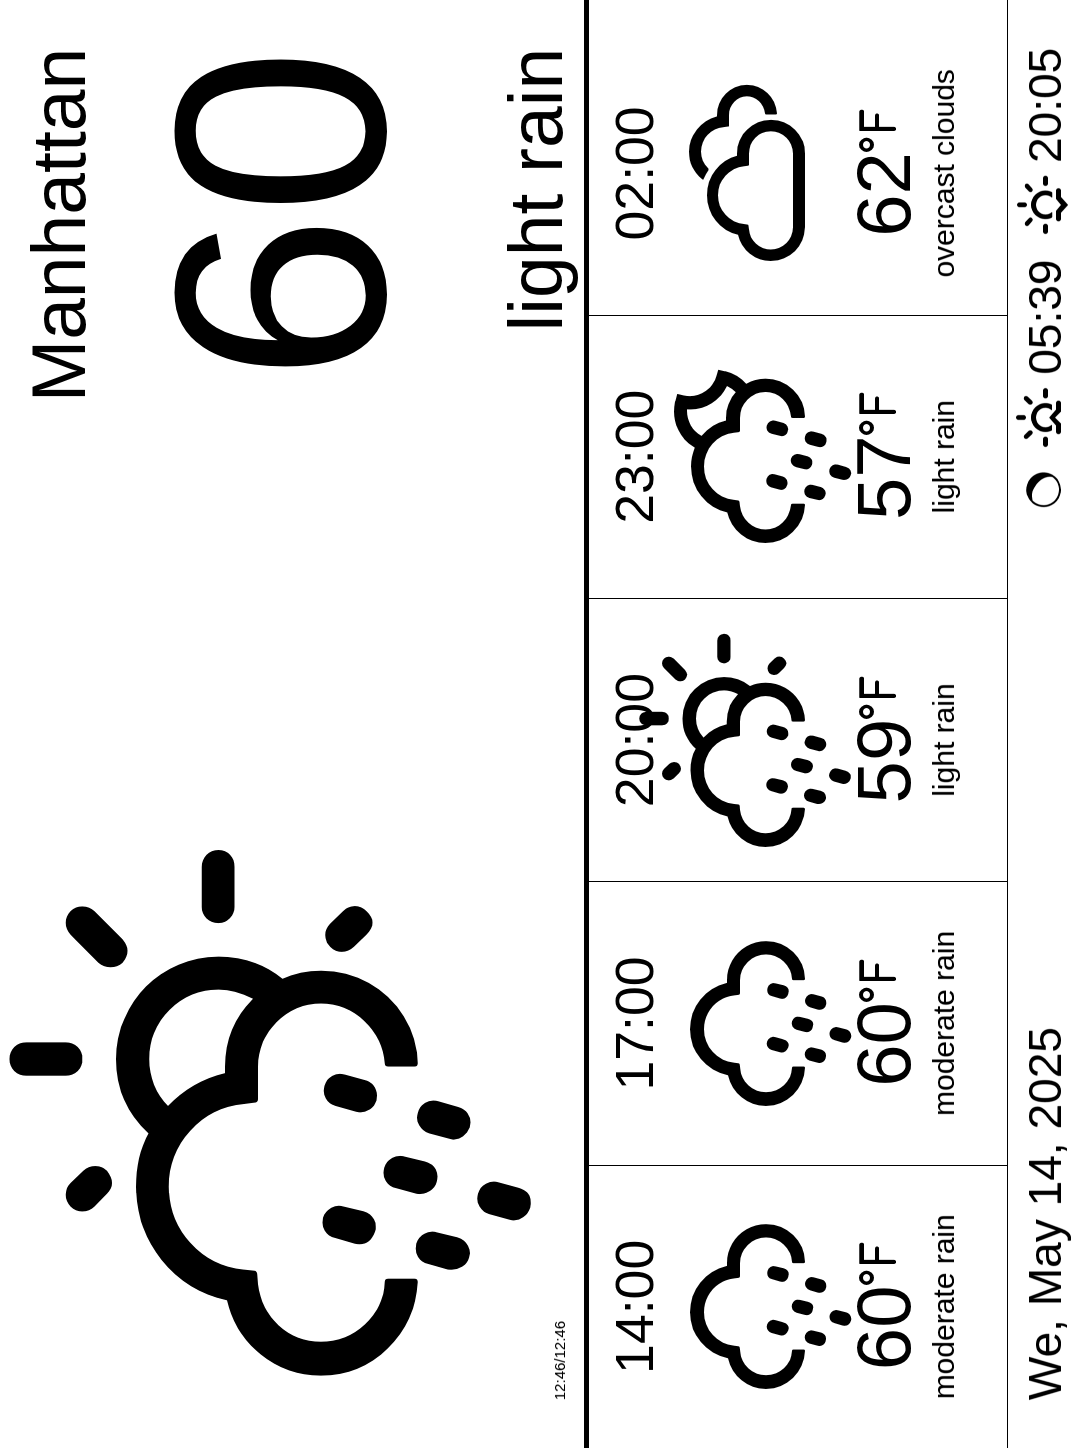 Manhattan
60
light rain
12:46/12:46
14:00
60°F
moderate rain
17:00
60°F
moderate rain
20:00
59°F
light rain
23:00
57°F
light rain
02:00
62°F
overcast clouds
We, May 14, 2025
05:39
20:05